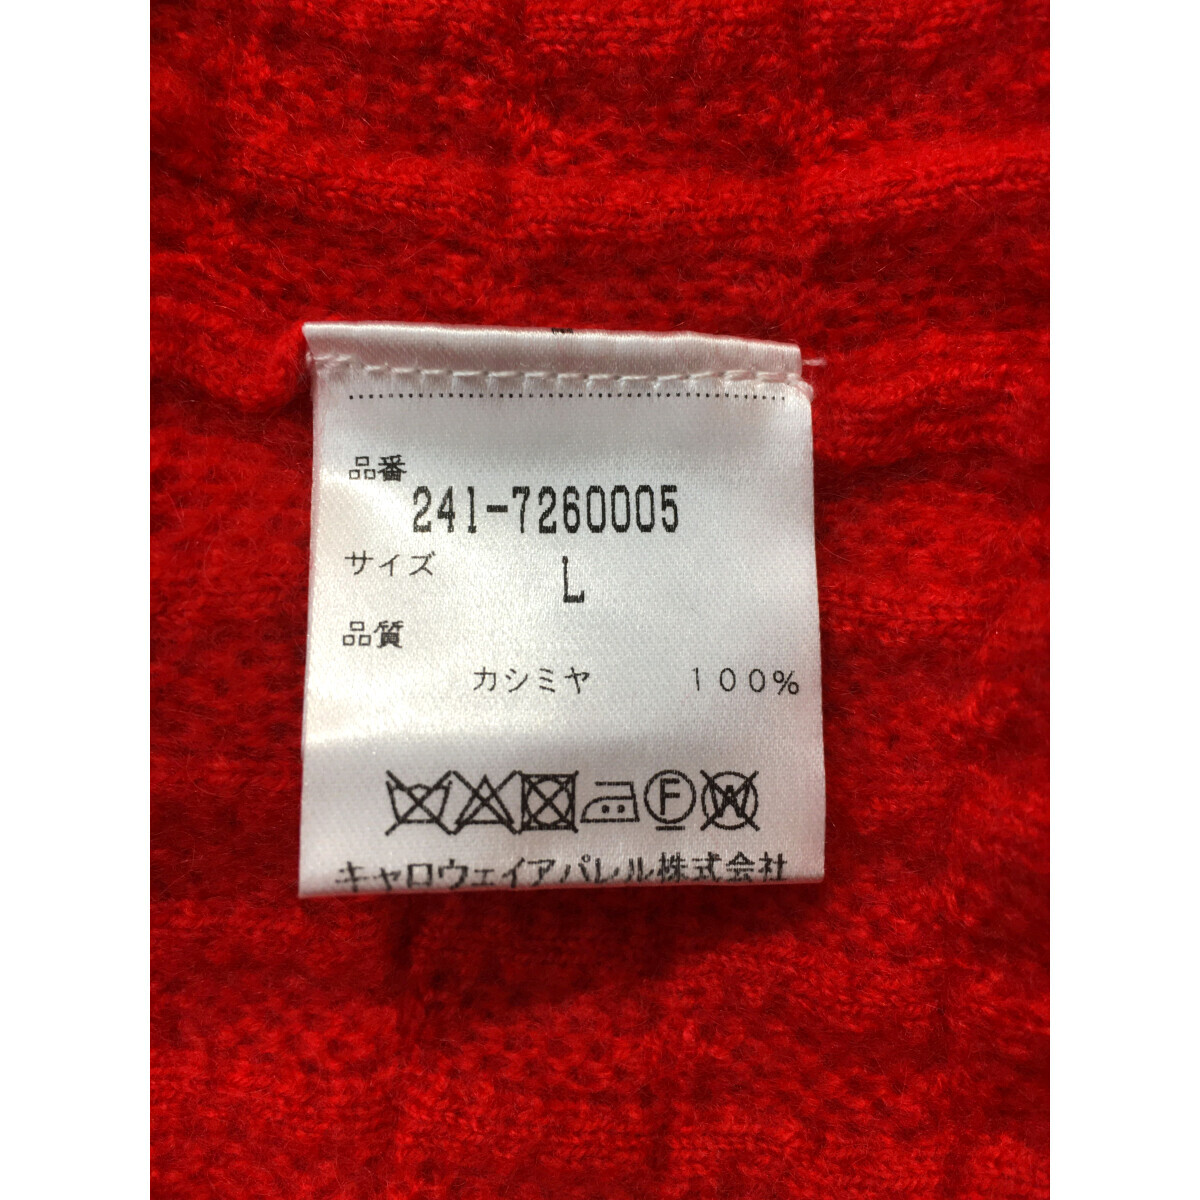 品番
241-7260005
サイズ L
品質
カシミヤ 100%
F W
キャロウェイアパレル株式会社